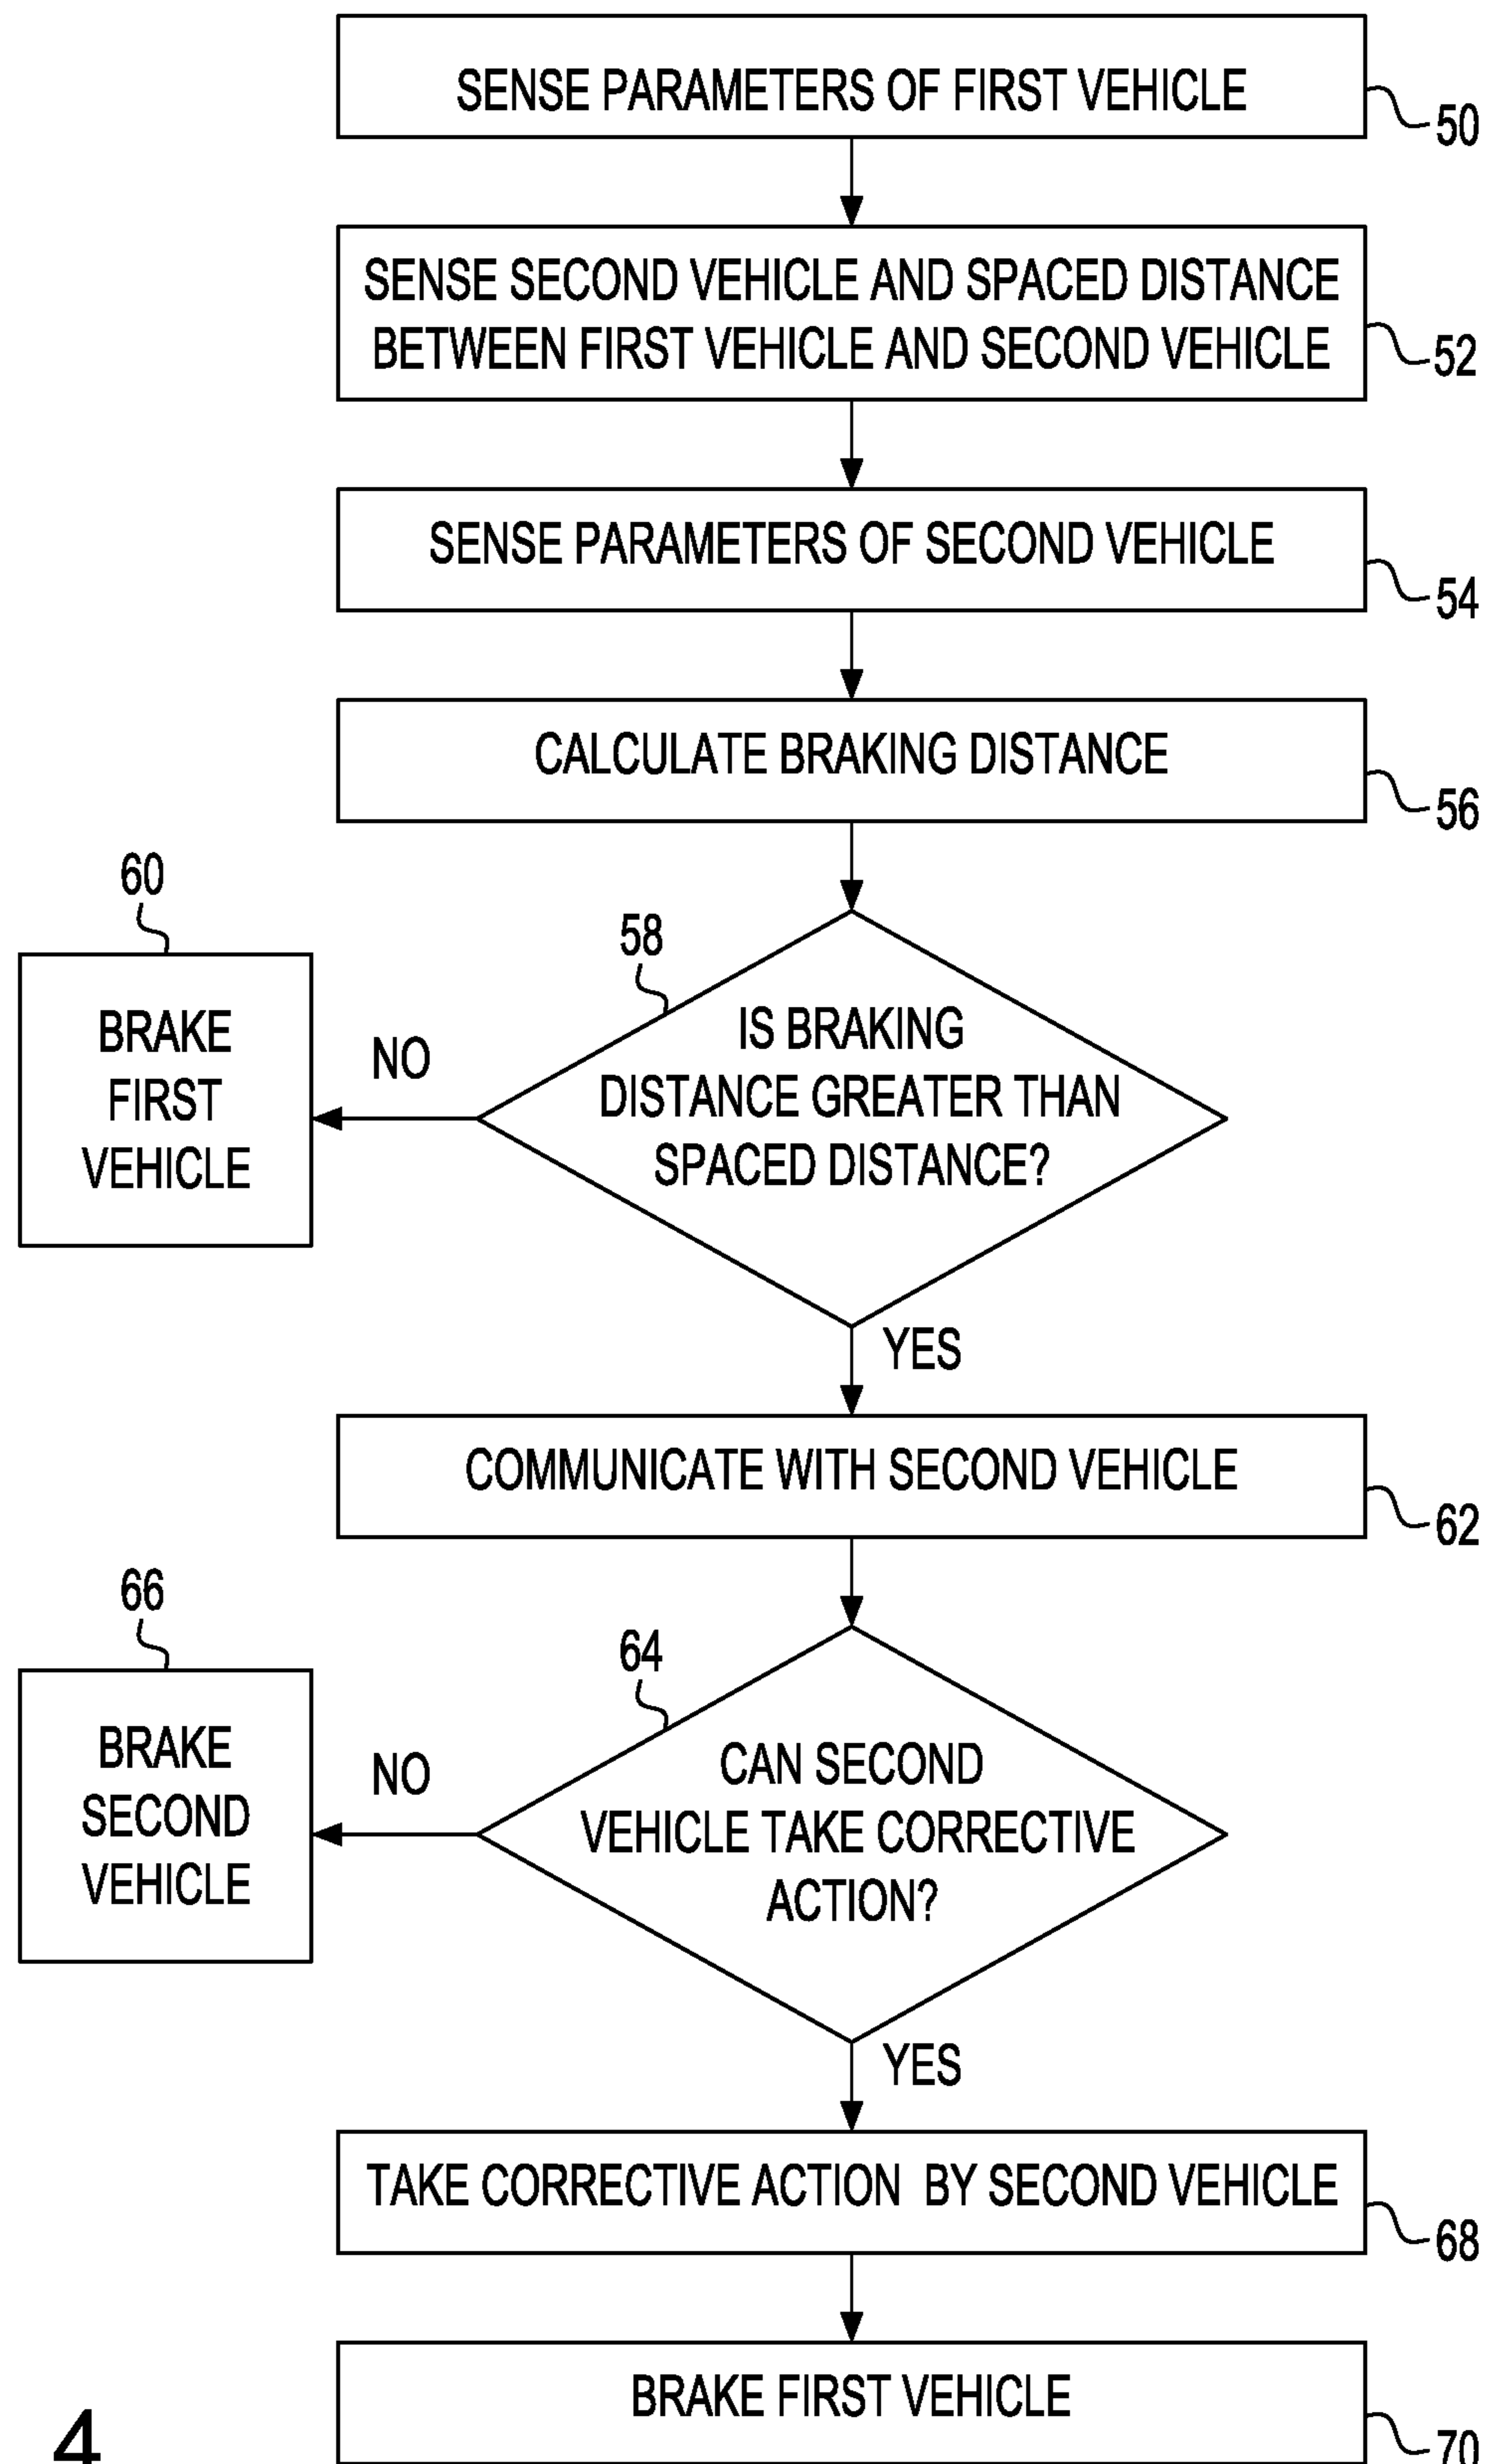 SENSE PARAMETERS OF FIRST VEHICLE
50
SENSE SECOND VEHICLE AND SPACED DISTANCE
BETWEEN FIRST VEHICLE AND SECOND VEHICLE
52
SENSE PARAMETERS OF SECOND VEHICLE
54
CALCULATE BRAKING DISTANCE
56
60
BRAKE
FIRST
VEHICLE
NO
58
IS BRAKING
DISTANCE GREATER THAN
SPACED DISTANCE?
YES
COMMUNICATE WITH SECOND VEHICLE
62
66
BRAKE
SECOND
VEHICLE
NO
64
CAN SECOND
VEHICLE TAKE CORRECTIVE
ACTION?
YES
TAKE CORRECTIVE ACTION BY SECOND VEHICLE
68
BRAKE FIRST VEHICLE
70
4